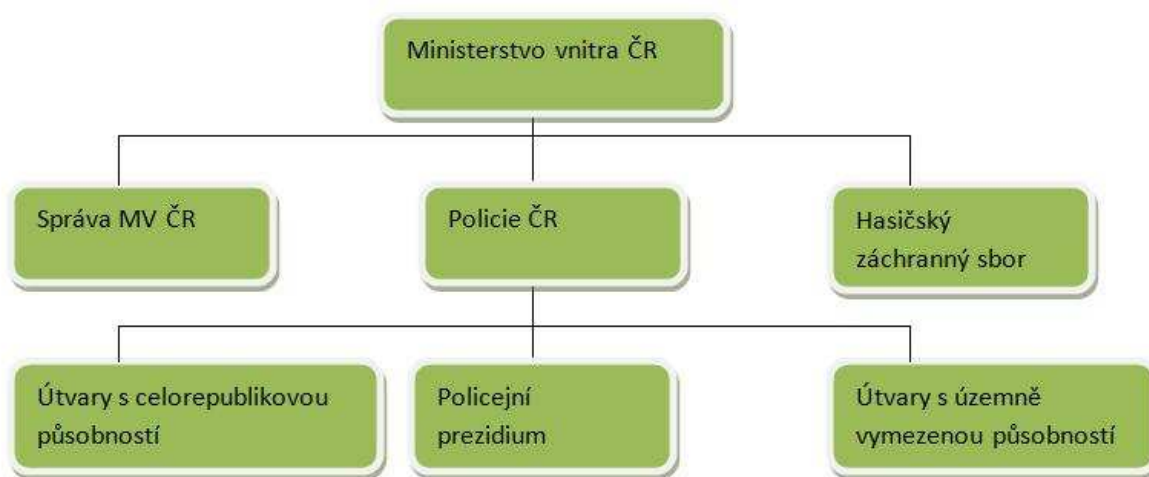 Ministerstvo vnitra ČR
Správa MV ČR
Policie ČR
Hasičský
záchranný sbor
Útvary s celorepublikovou
působností
Policejní
prezidium
Útvary s územně
vymezenou působností